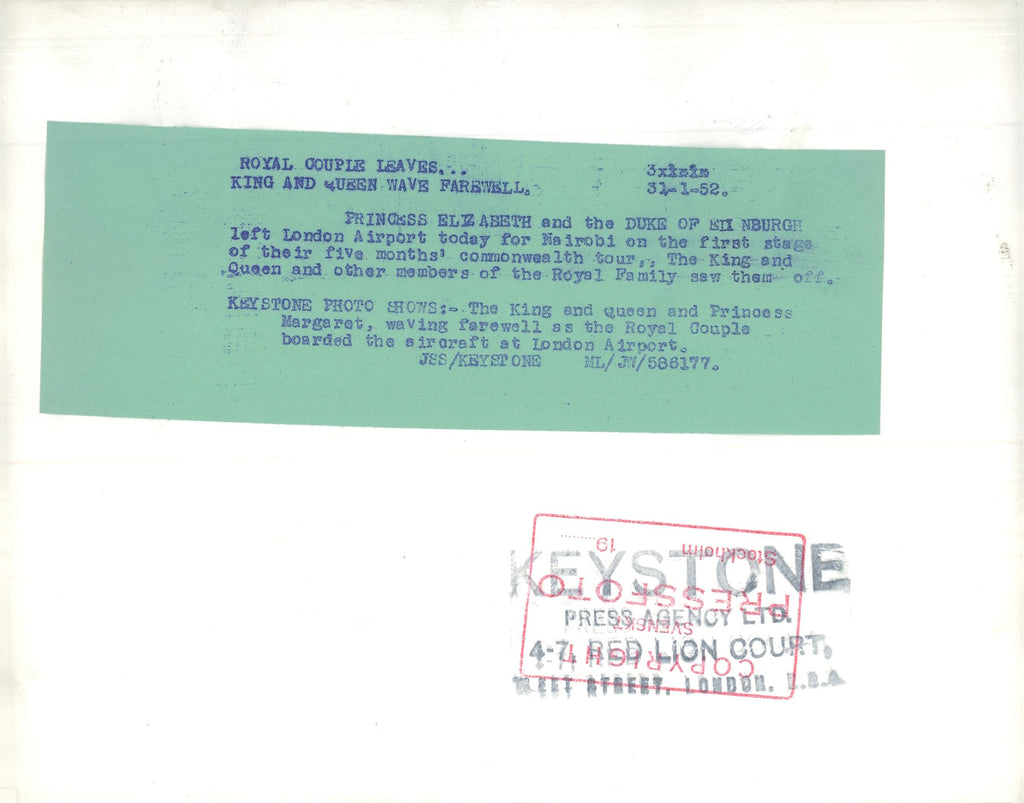 ROYAL COUPLE LEAVES...
3x1x1x
KING AND QUEEN WAVE FAREWELL.
31-1-52.
PRINCESS ELIZABETH and the DUKE OF EDINBURGH
left London Airport today for Nairobi on the first stage
of their five months' commonwealth tour,. The King and
Queen and other members of the Royal Family saw them off.
KEYSTONE PHOTO SHOWS:- The King and queen and Princess
Margaret, waving farewell as the Royal Couple
boarded the aircraft at London Airport.
JSS/KEYSTONE ML/JW/586177.
KEYSTONE
PRESS AGENCY LTD.
4-7, RED LION COURT,
STREET, LONDON,
COPYRIGHT
SVENSKT
PRESSFOTO
Stockholm 19